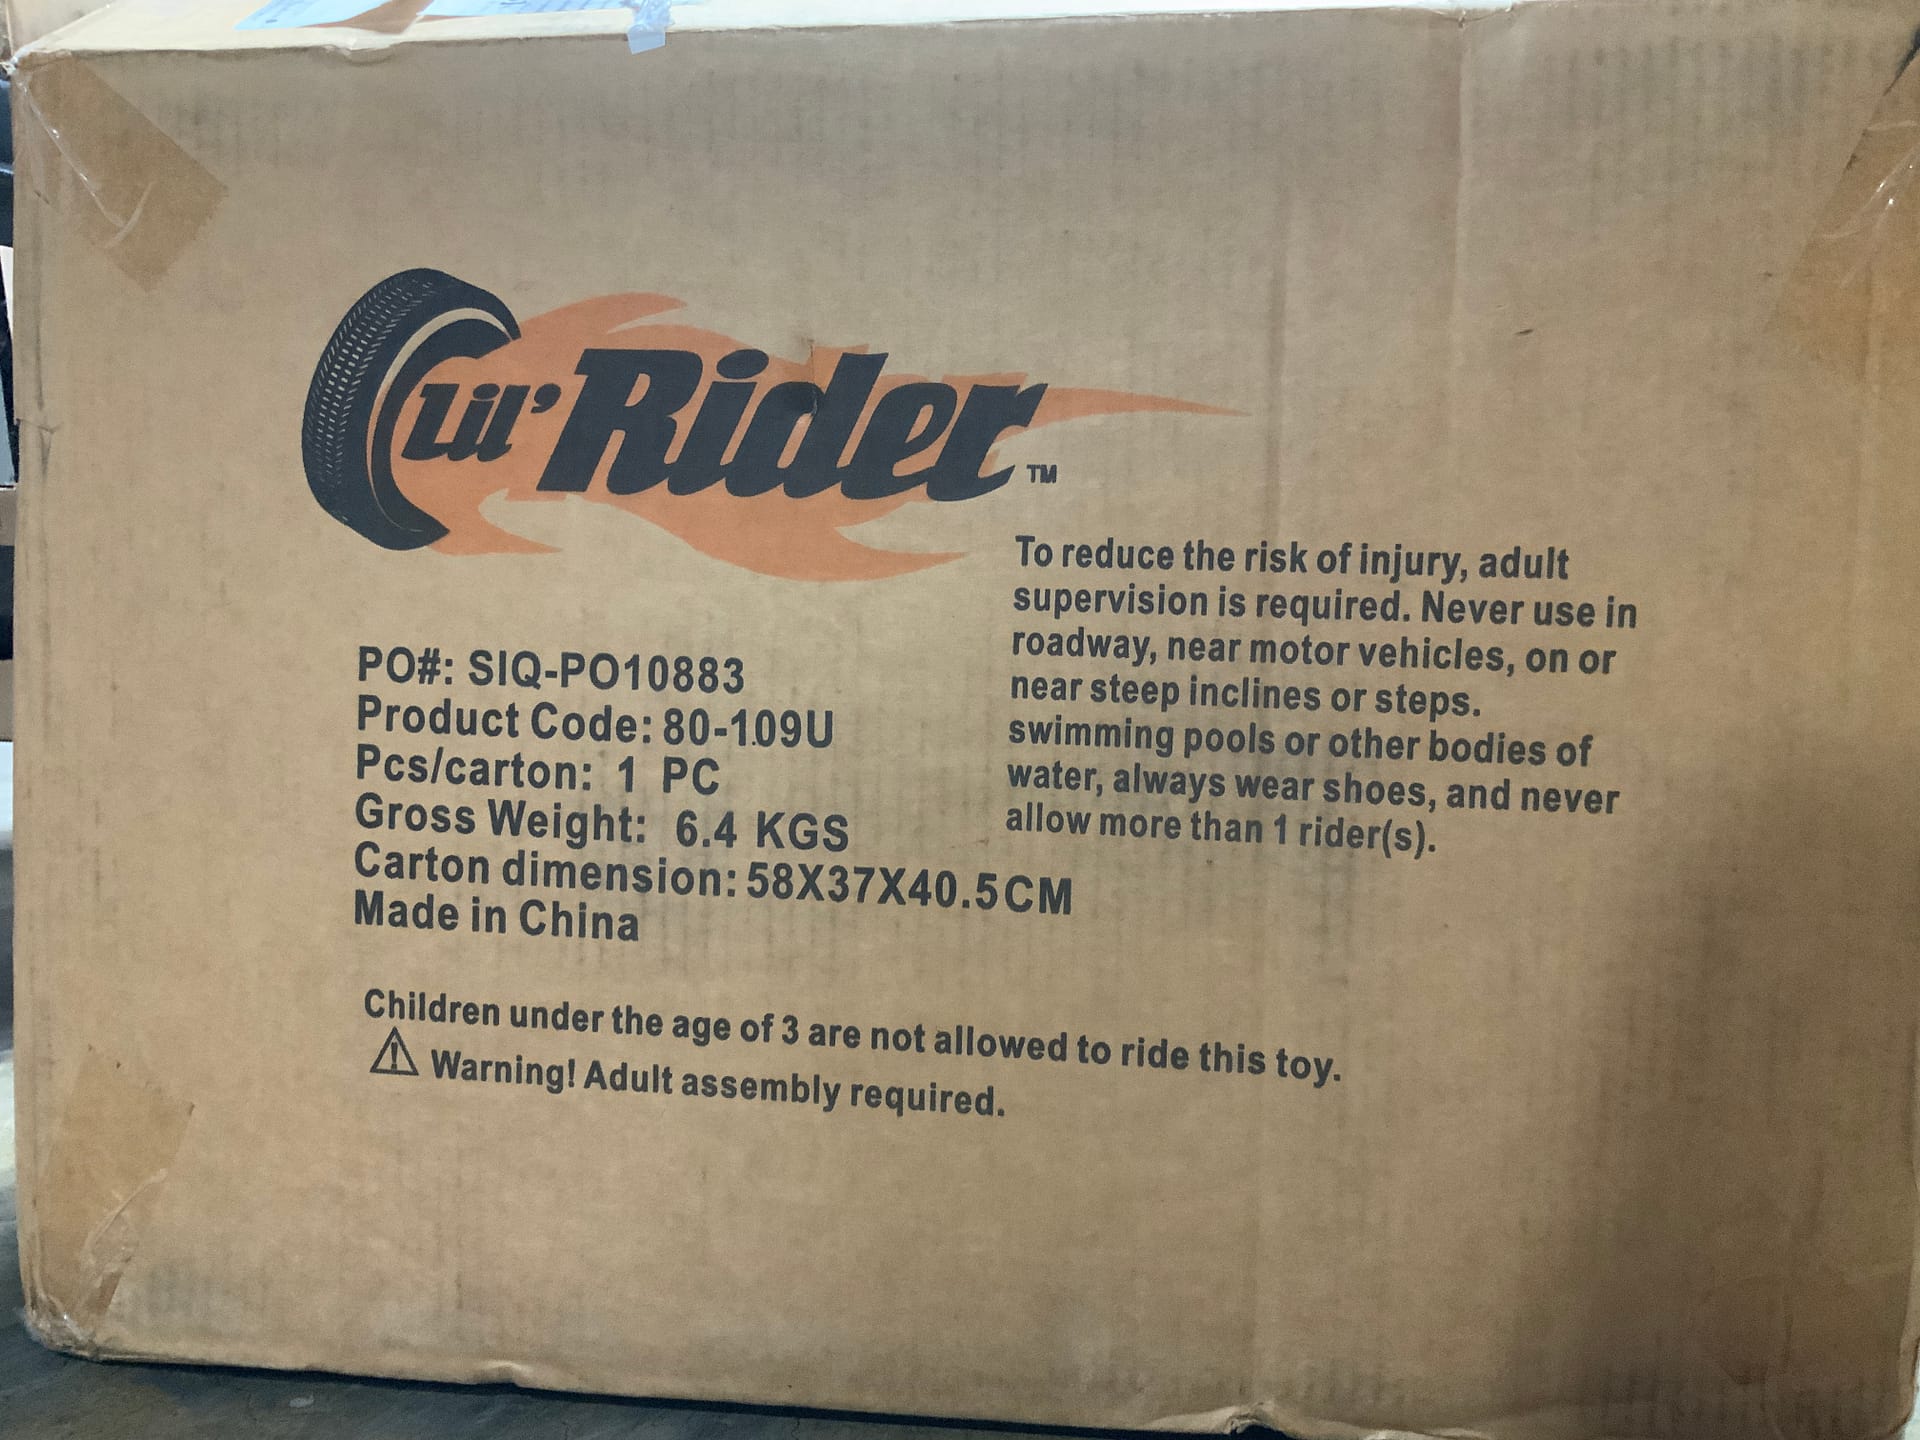 Lil' Rider™
To reduce the risk of injury, adult
supervision is required. Never use in
roadway, near motor vehicles, on or
near steep inclines or steps.
swimming pools or other bodies of
water, always wear shoes, and never
allow more than 1 rider(s).
PO#: SIQ-PO10883
Product Code: 80-109U
Pcs/carton: 1 PC
Gross Weight: 6.4 KGS
Carton dimension: 58X37X40.5CM
Made in China
Children under the age of 3 are not allowed to ride this toy.
⚠ Warning! Adult assembly required.